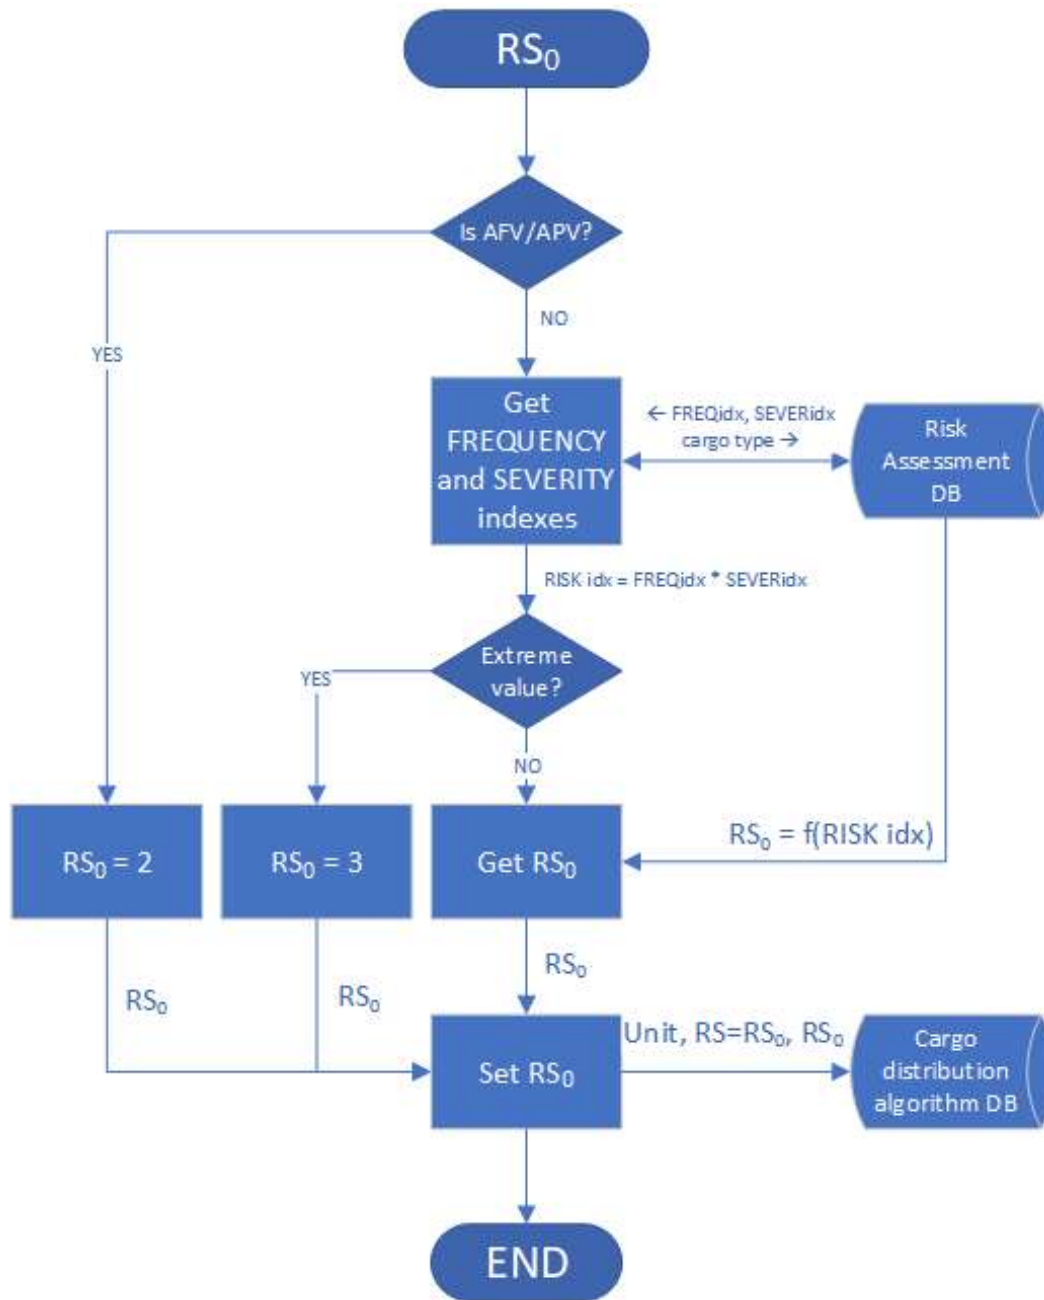 RS₀
Is AFV/APV?
NO
YES
Get
FREQUENCY
and SEVERITY
indexes
← FREQidx, SEVERidx
cargo type →
Risk
Assessment
DB
RISK idx = FREQidx * SEVERidx
Extreme
value?
YES
NO
RS₀ = 2
RS₀ = 3
Get RS₀
RS₀ = f(RISK idx)
RS₀
RS₀
RS₀
Set RS₀
Unit, RS=RS₀, RS₀
Cargo
distribution
algorithm DB
END